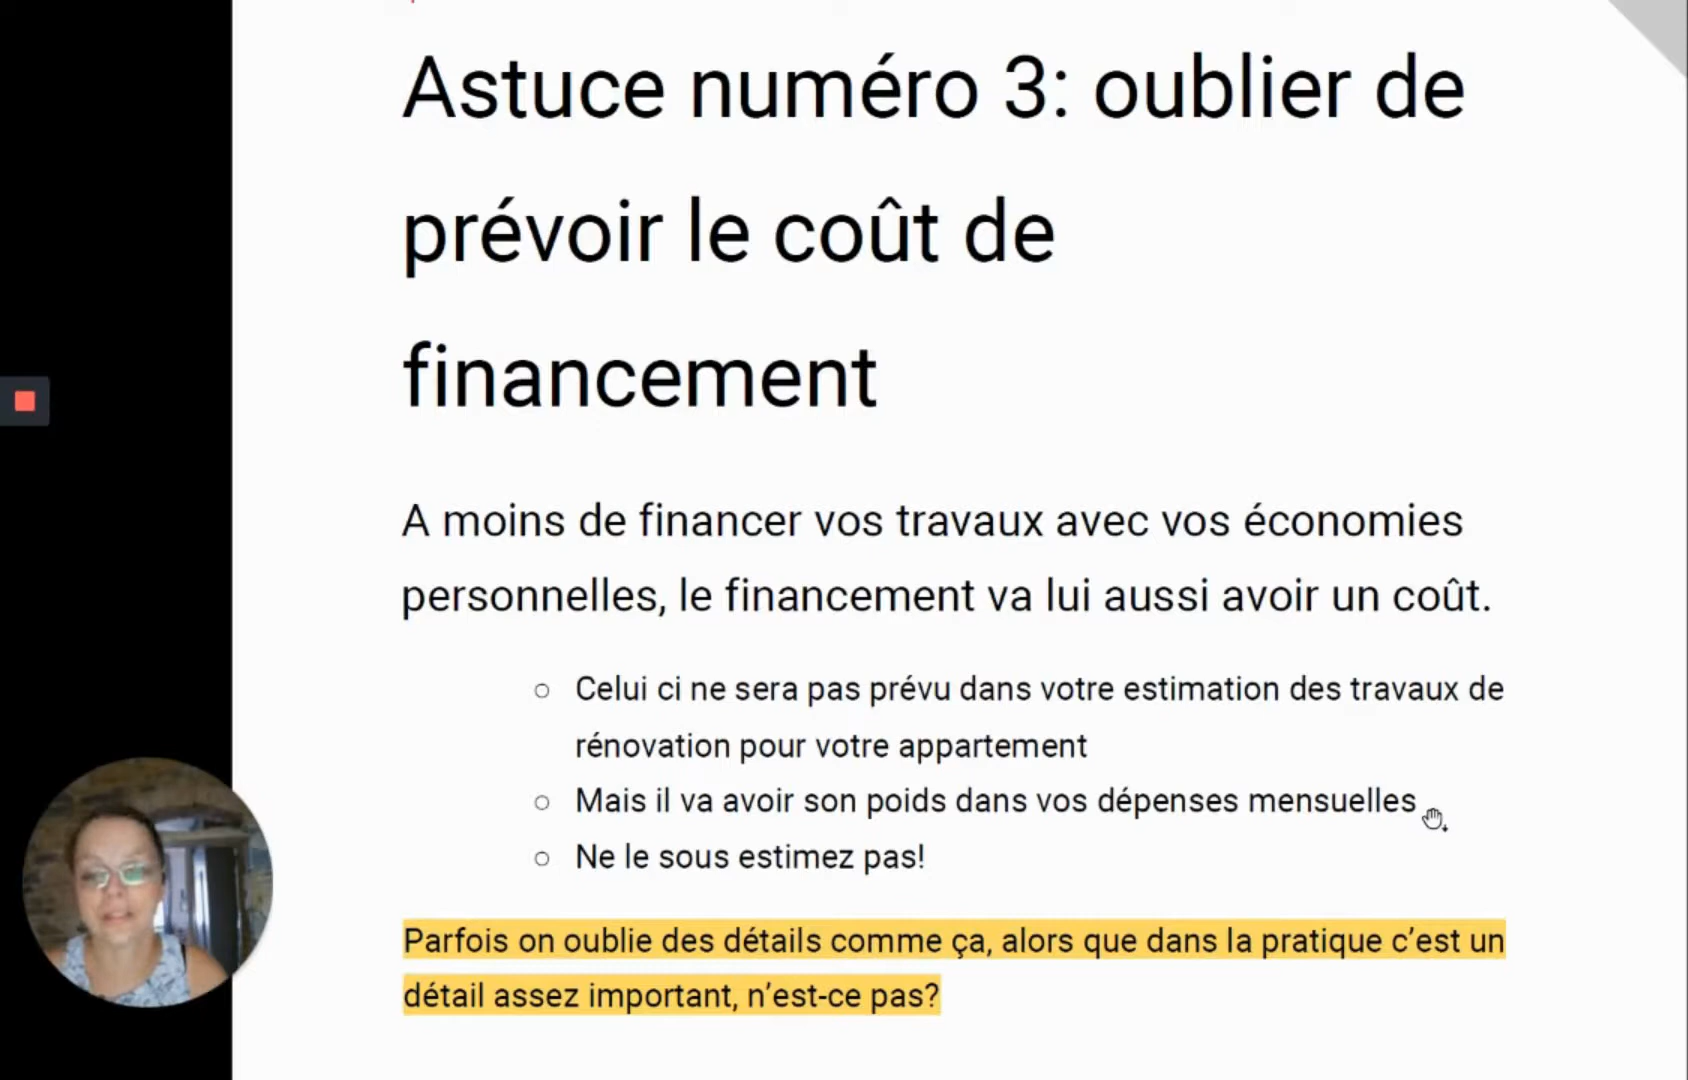 Astuce numéro 3: oublier de
prévoir le coût de
financement
A moins de financer vos travaux avec vos économies
personnelles, le financement va lui aussi avoir un coût.
Celui ci ne sera pas prévu dans votre estimation des travaux de
rénovation pour votre appartement
Mais il va avoir son poids dans vos dépenses mensuelles
Ne le sous estimez pas!
Parfois on oublie des détails comme ça, alors que dans la pratique c’est un
détail assez important, n’est-ce pas?